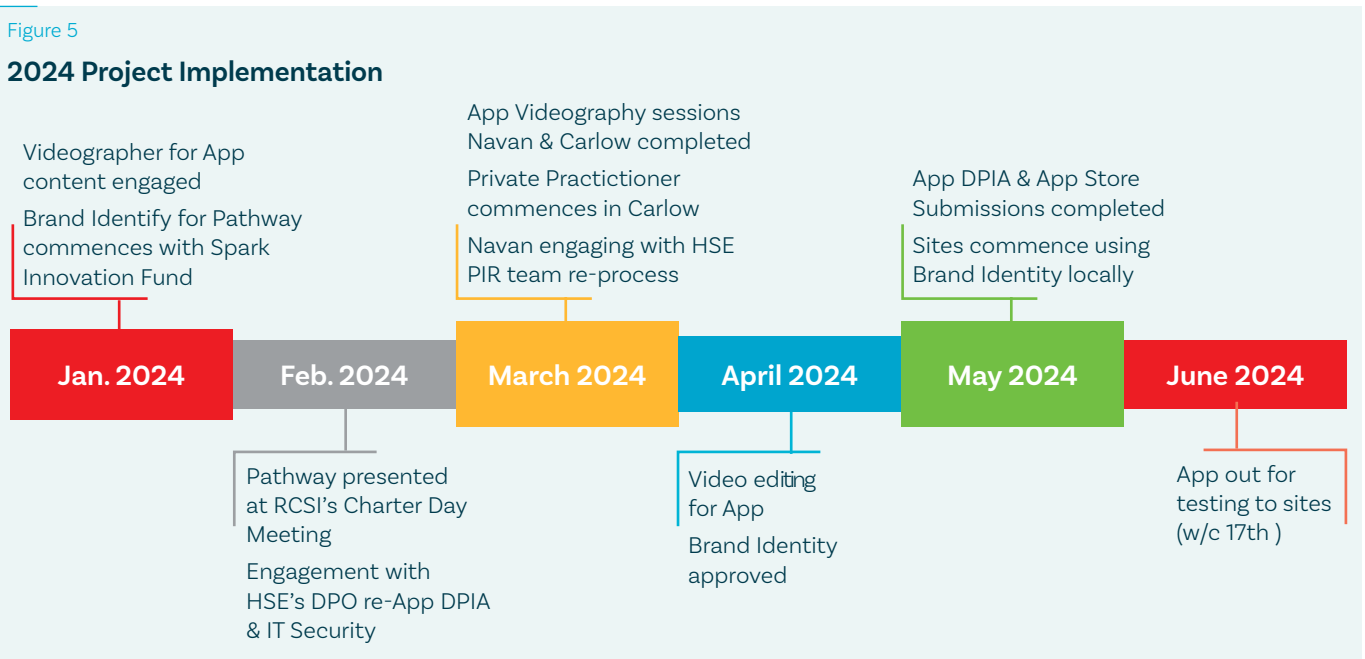 Figure 5
2024 Project Implementation
Videographer for App
content engaged
Brand Identify for Pathway
commences with Spark
Innovation Fund
App Videography sessions
Navan & Carlow completed
Private Practictioner
commences in Carlow
Navan engaging with HSE
PIR team re-process
App DPIA & App Store
Submissions completed
Sites commence using
Brand Identity locally
Jan. 2024
Feb. 2024
March 2024
April 2024
May 2024
June 2024
Pathway presented
at RCSI's Charter Day
Meeting
Engagement with
HSE's DPO re-App DPIA
& IT Security
Video editing
for App
Brand Identity
approved
App out for
testing to sites
(w/c 17th )